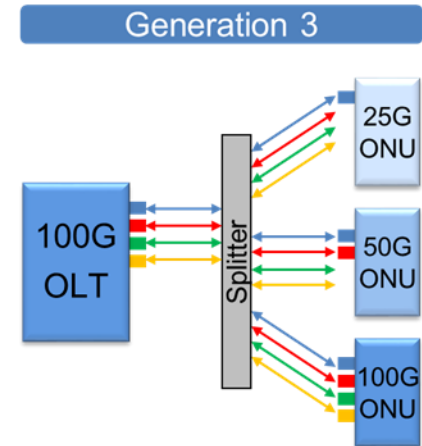 Generation 3
100G
OLT
Splitter
25G
ONU
50G
ONU
100G
ONU